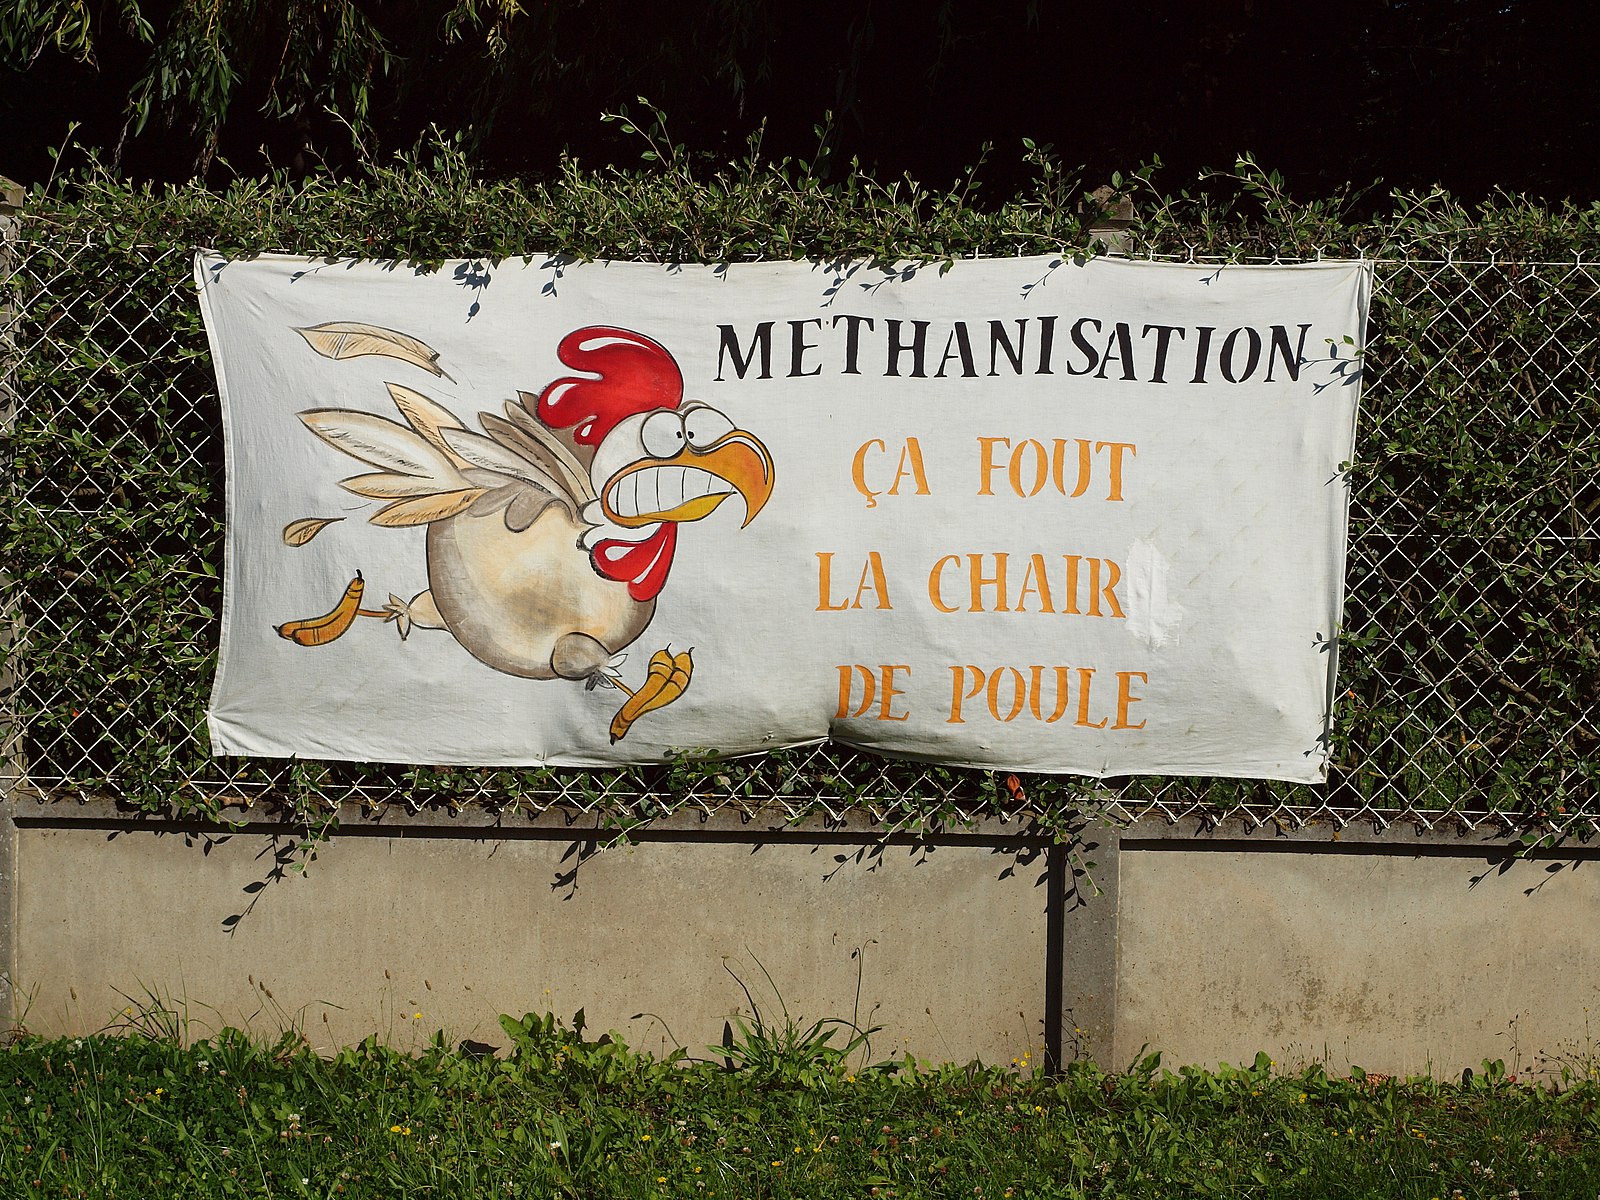 METHANISATION
ÇA FOUT
LA CHAIR
DE POULE